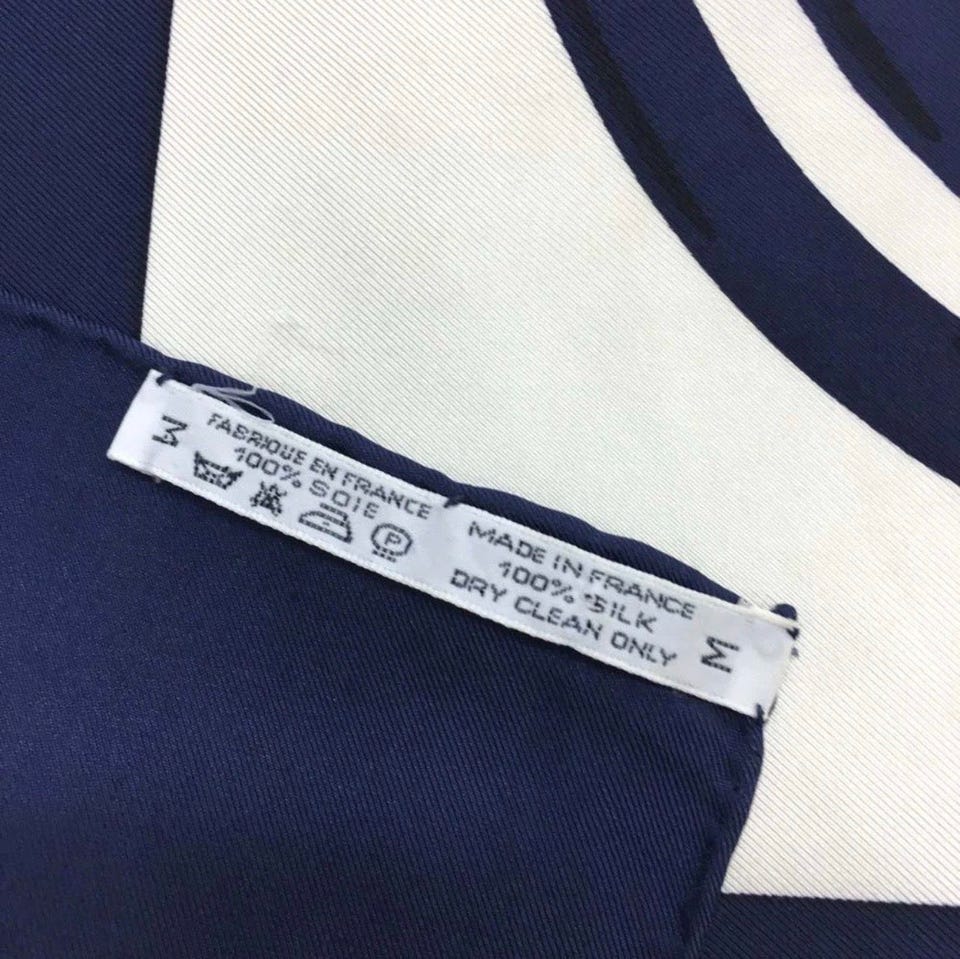 M
FABRIQUE EN FRANCE
100% SOIE
P
MADE IN FRANCE
100% SILK
DRY CLEAN ONLY
M